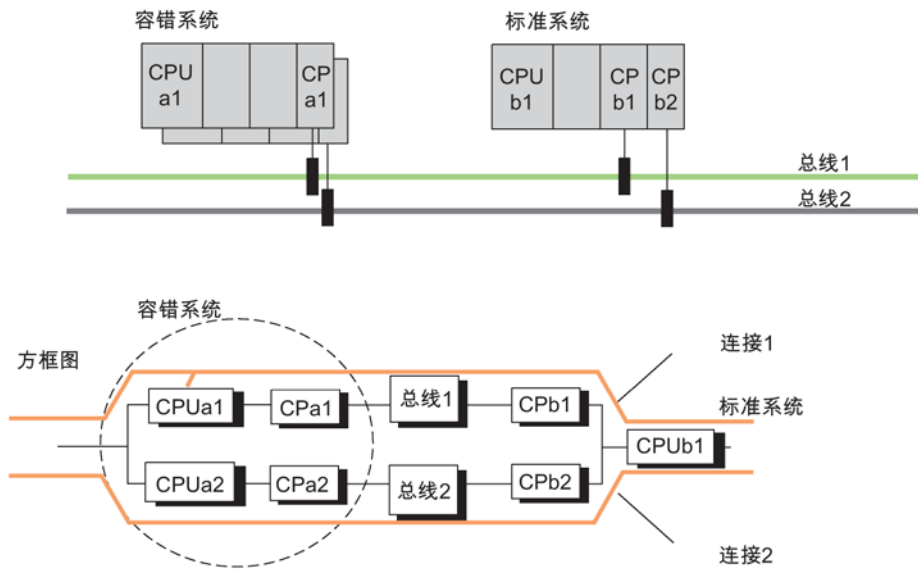 容错系统
标准系统
CPU
a1
CP
a1
CPU
b1
CP
b1
CP
b2
总线1
总线2
容错系统
方框图
连接1
CPUa1
CPa1
总线1
CPb1
标准系统
CPUb1
CPUa2
CPa2
总线2
CPb2
连接2